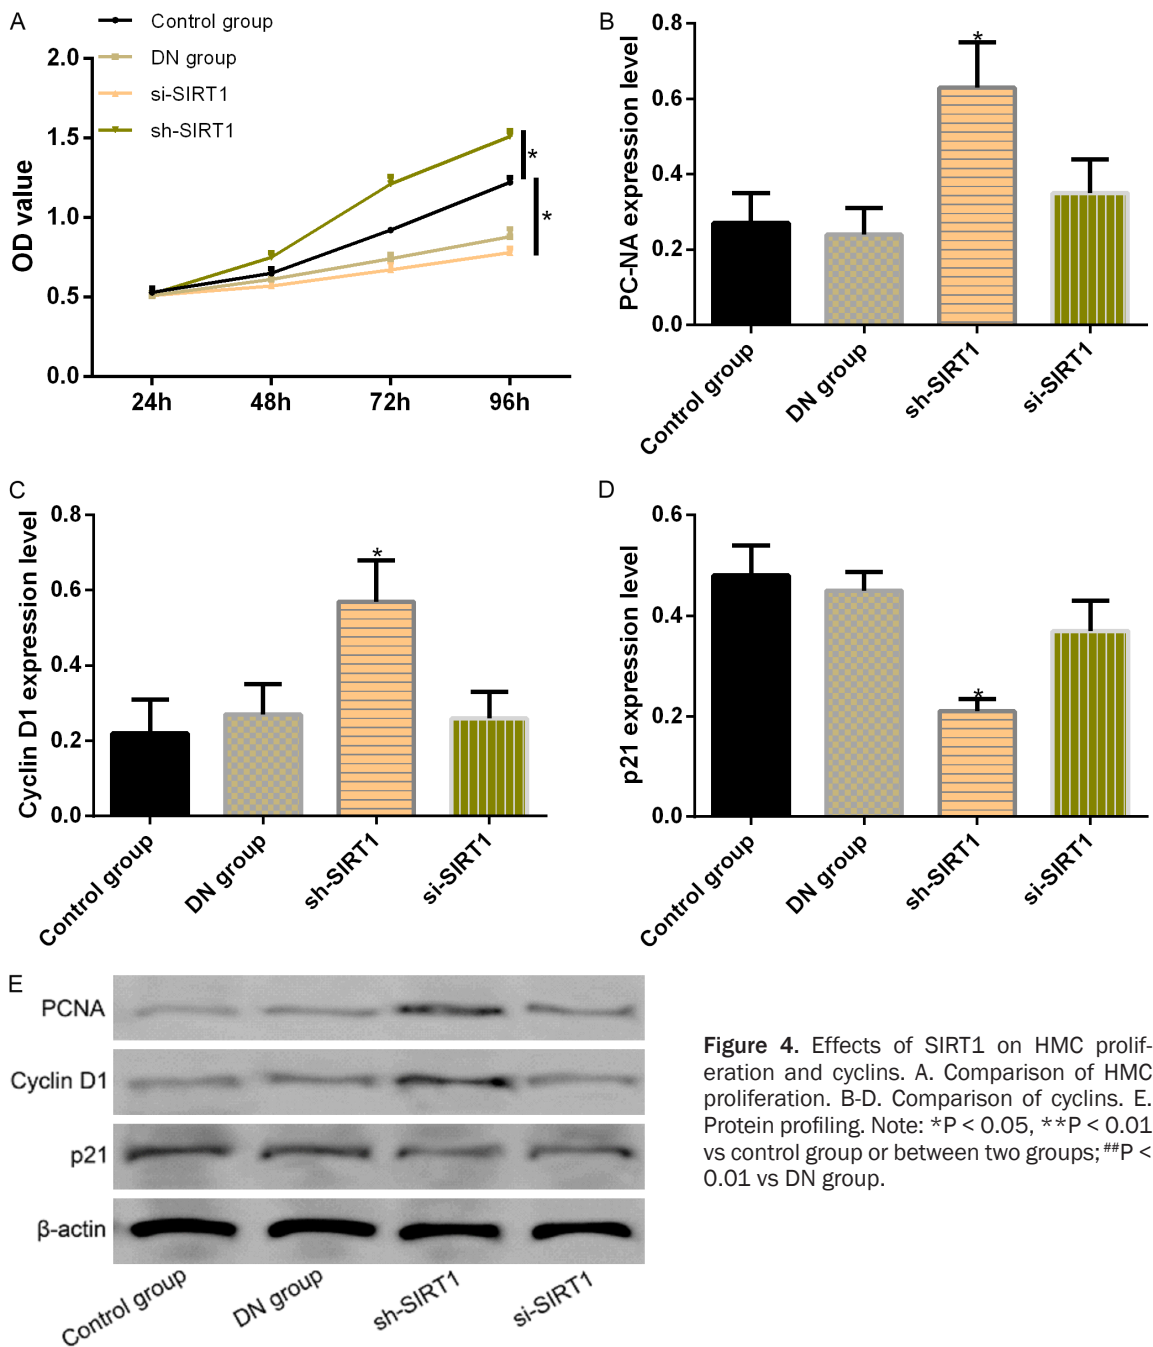 A
Control group
DN group
si-SIRT1
sh-SIRT1
OD value
2.0
1.5
1.0
0.5
0.0
*
*
24h
48h
72h
96h
B
PC-NA expression level
0.8
0.6
0.4
0.2
0.0
*
Control group
DN group
sh-SIRT1
si-SIRT1
C
Cyclin D1 expression level
0.8
0.6
0.4
0.2
0.0
*
Control group
DN group
sh-SIRT1
si-SIRT1
D
p21 expression level
0.6
0.4
0.2
0.0
*
Control group
DN group
sh-SIRT1
si-SIRT1
E
PCNA
Cyclin D1
p21
β-actin
Control group
DN group
sh-SIRT1
si-SIRT1
Figure 4. Effects of SIRT1 on HMC prolif-
eration and cyclins. A. Comparison of HMC
proliferation. B-D. Comparison of cyclins. E.
Protein profiling. Note: *P < 0.05, **P < 0.01
vs control group or between two groups; ##P <
0.01 vs DN group.